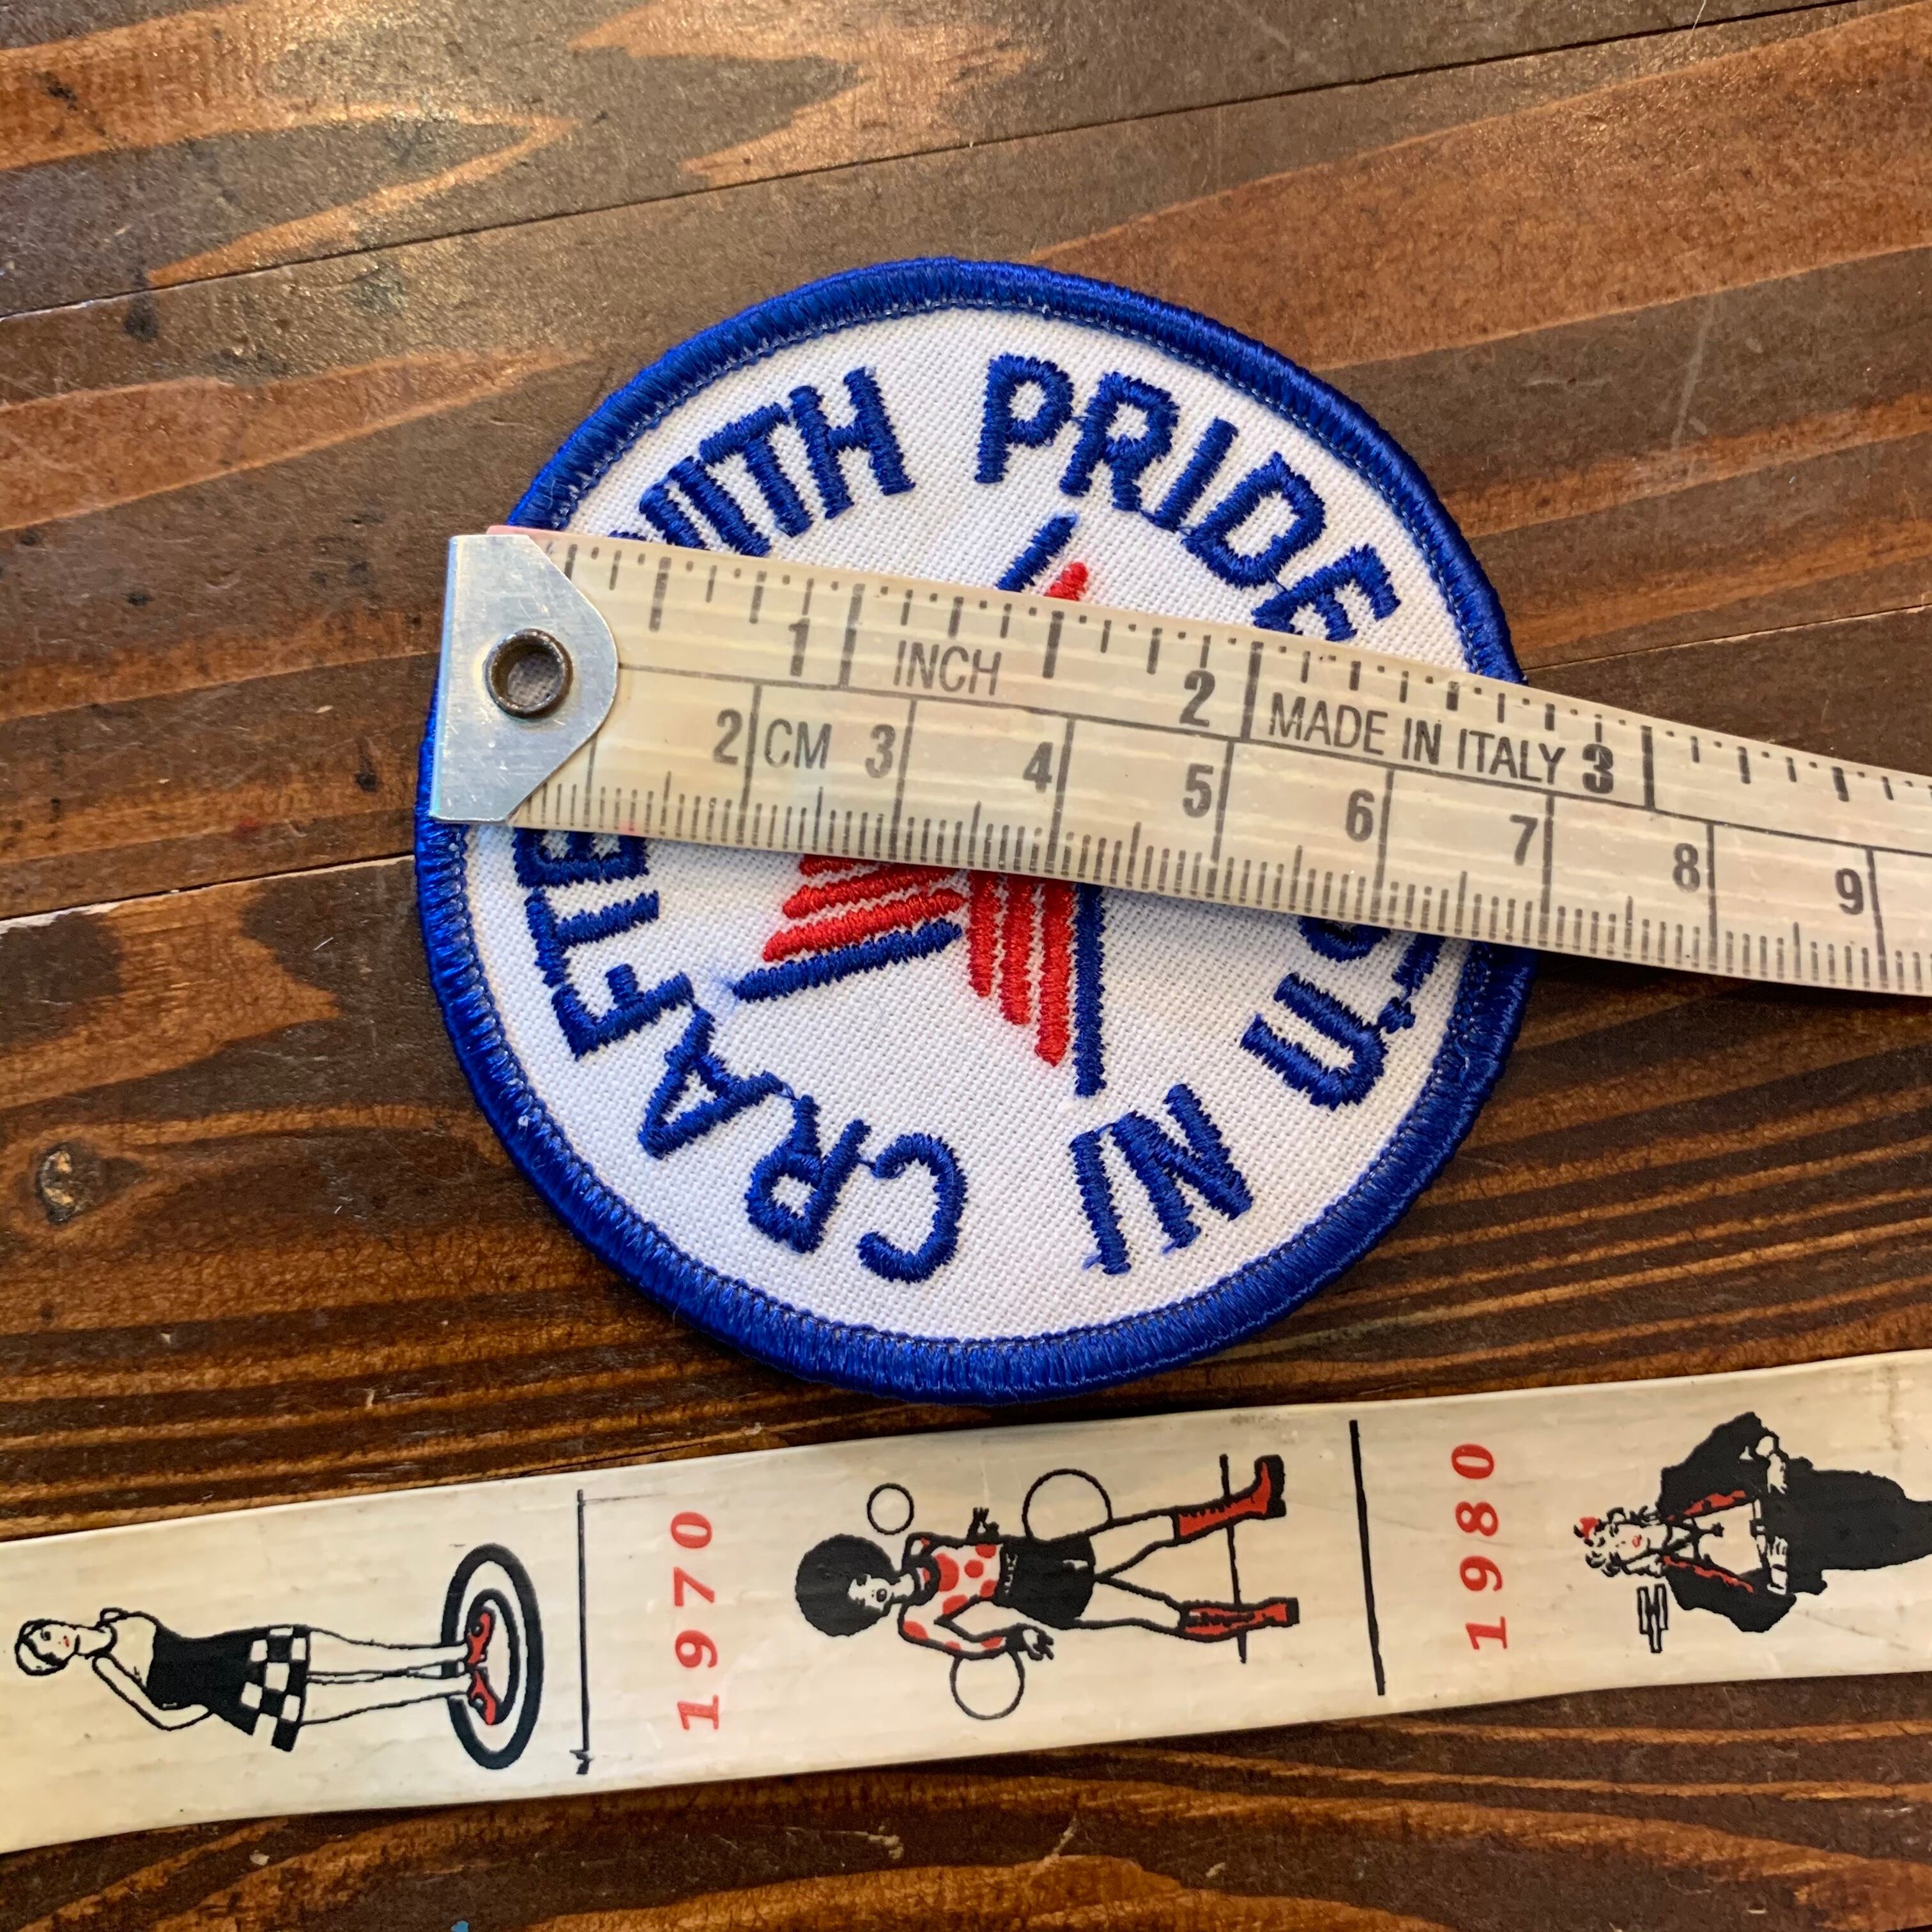 CRAFTED WITH PRIDE
IN U.S.
1 INCH 2 MADE IN ITALY 3
2 CM 3 4 5 6 7 8 9
1970
1980